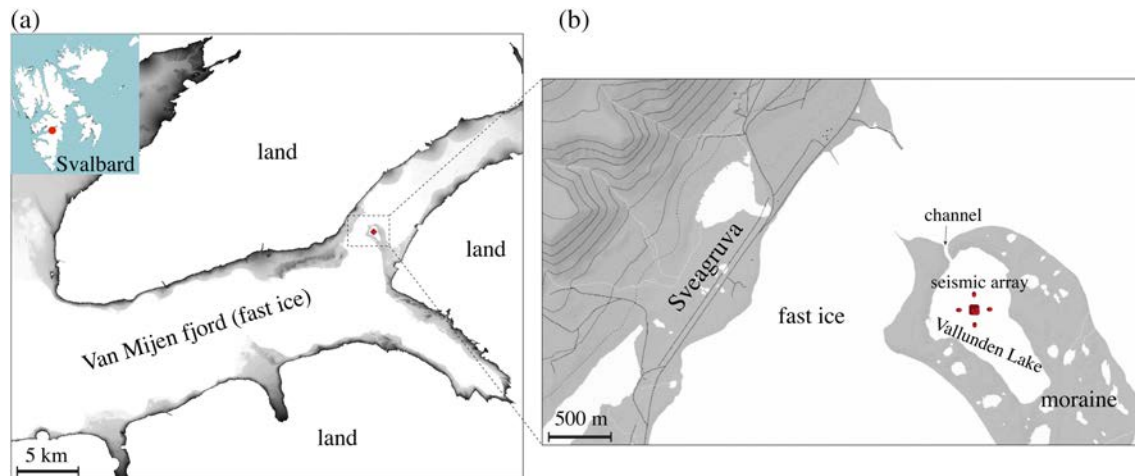 (a)
Svalbard
land
land
Van Mijen fjord (fast ice)
land
5 km
(b)
Sveagruva
channel
seismic array
fast ice
Vallunden Lake
moraine
500 m